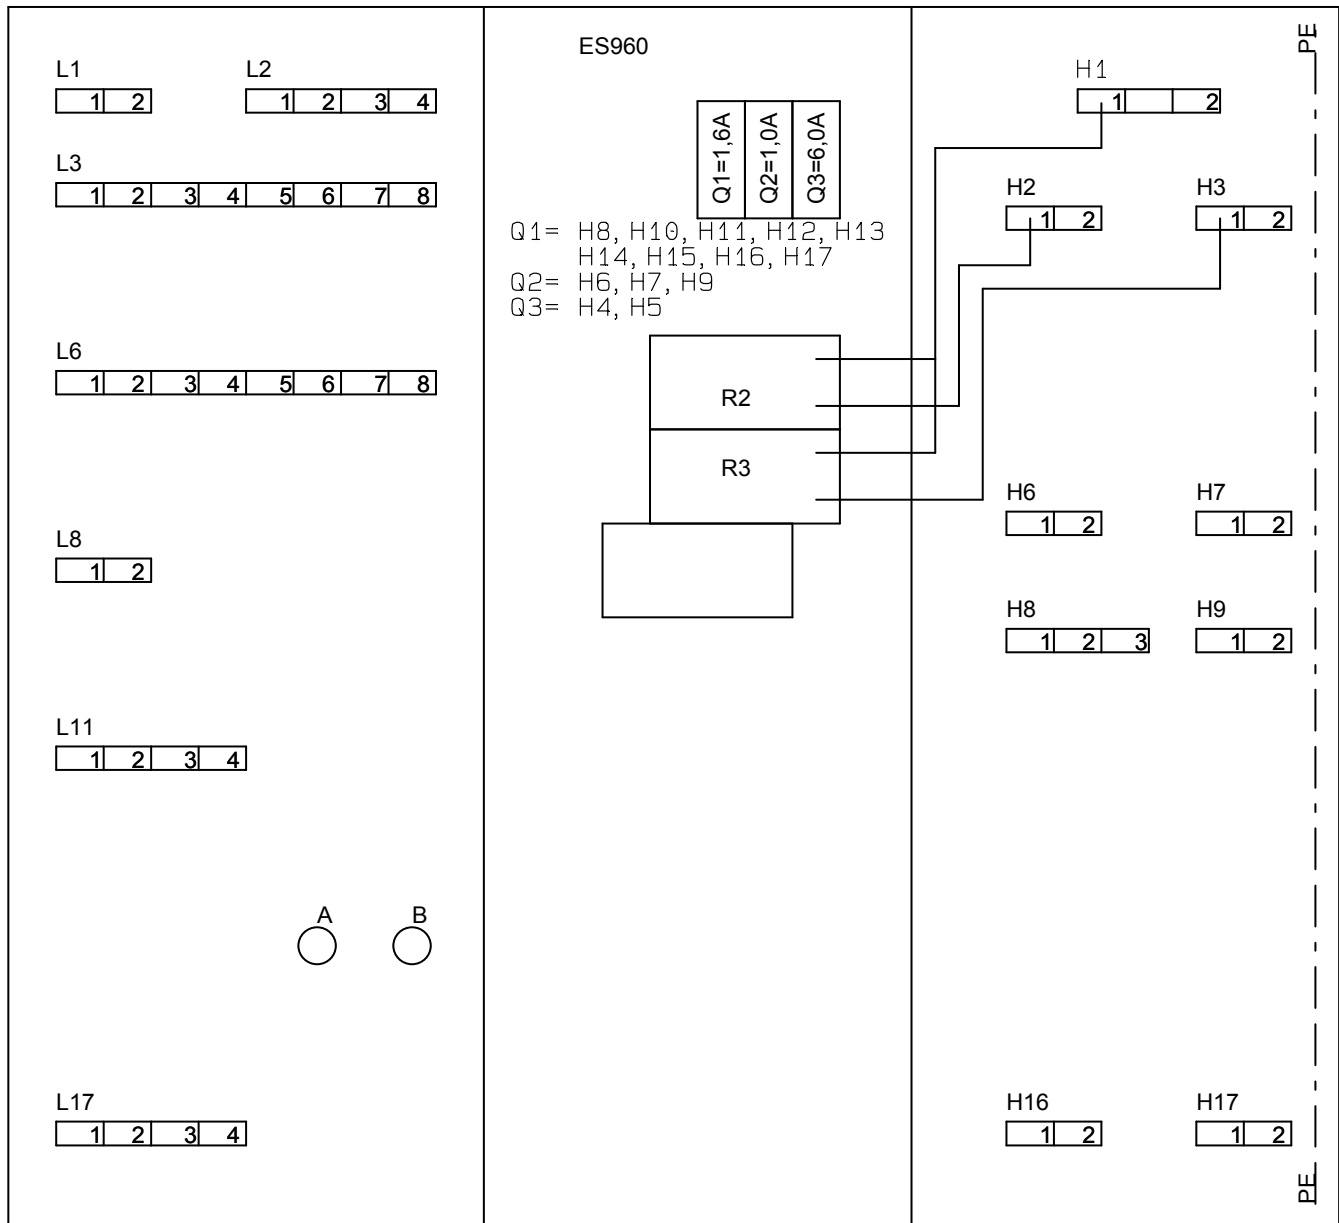 ES960
PE
L1
1 2
L2
1 2 3 4
H1
1 2
Q1=1,6A
Q2=1,0A
Q3=6,0A
L3
1 2 3 4 5 6 7 8
H2
1 2
H3
1 2
Q1= H8, H10, H11, H12, H13
H14, H15, H16, H17
Q2= H6, H7, H9
Q3= H4, H5
L6
1 2 3 4 5 6 7 8
R2
R3
H6
1 2
H7
1 2
L8
1 2
H8
1 2 3
H9
1 2
L11
1 2 3 4
A
B
L17
1 2 3 4
H16
1 2
H17
1 2
PE